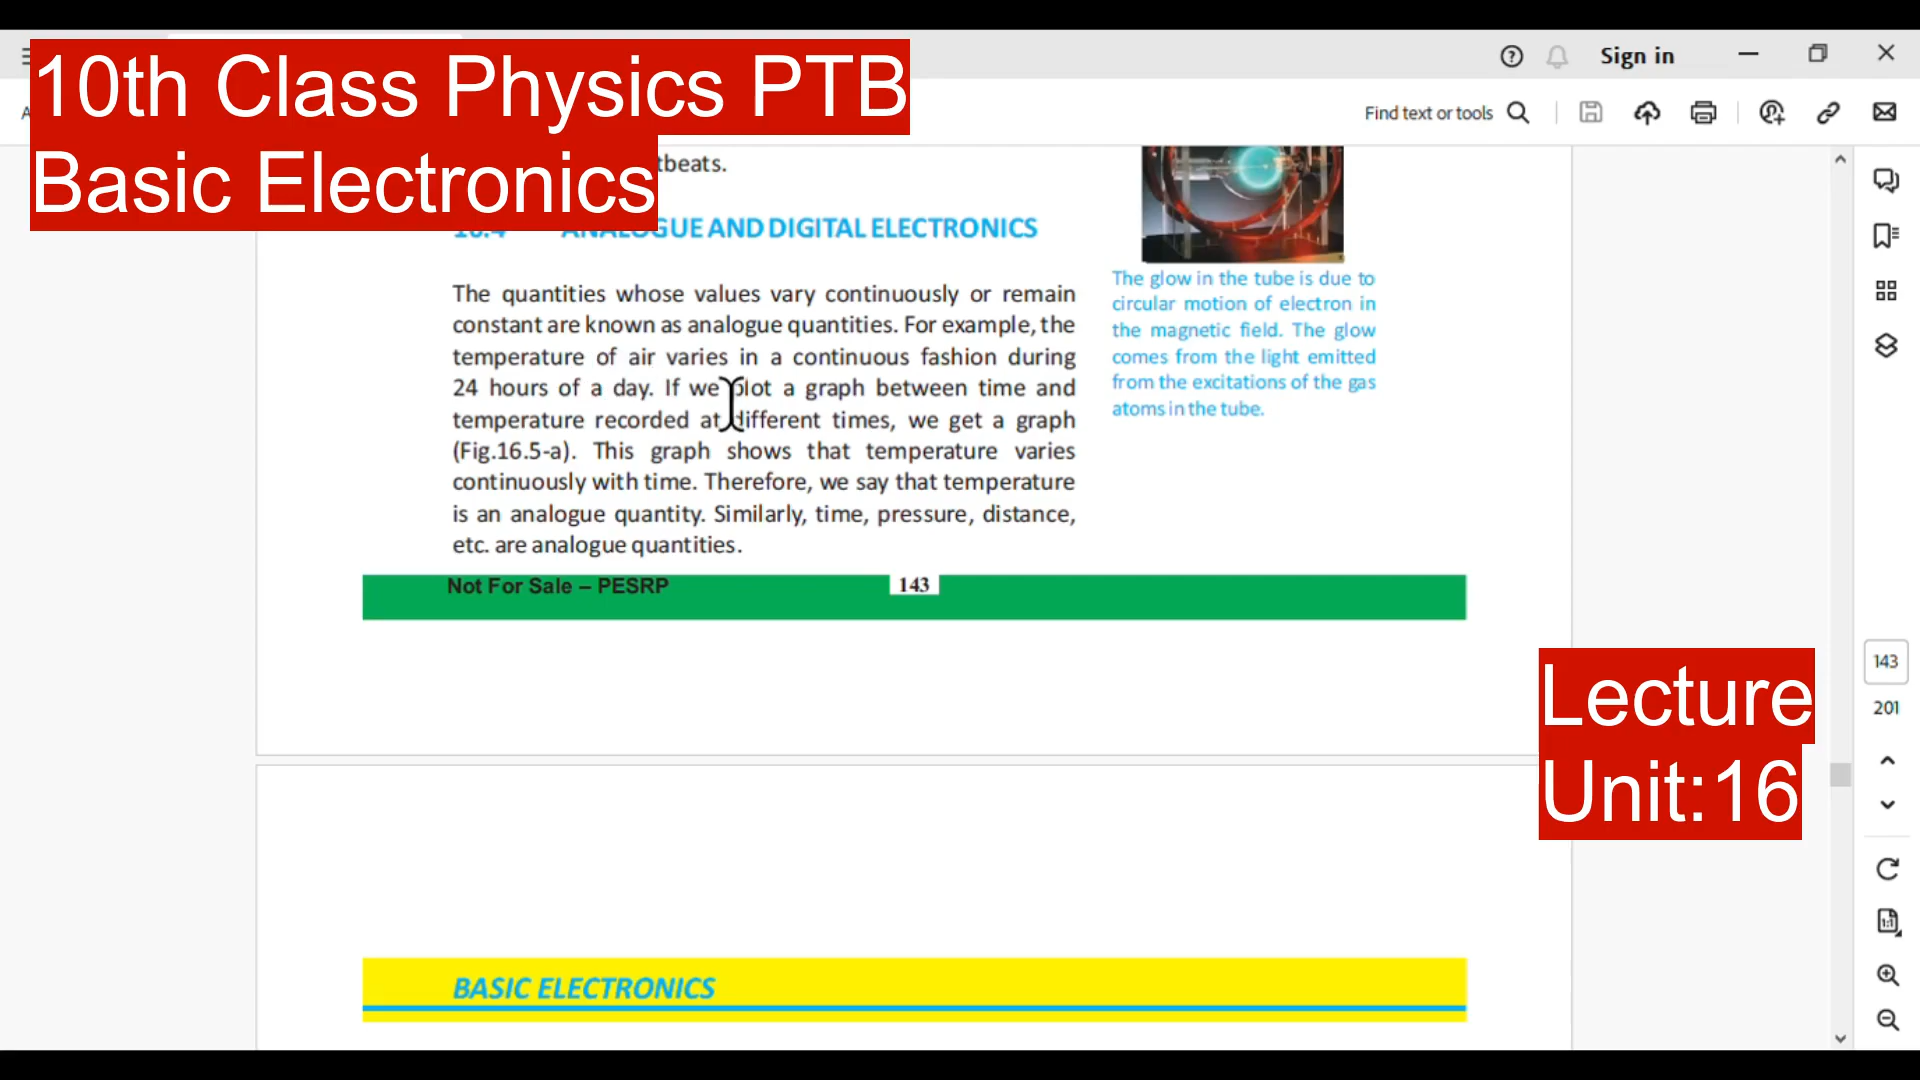 10th Class Physics PTB
Basic Electronics
Sign in
Find text or tools
tbeats.
16.4 ANALOGUE AND DIGITAL ELECTRONICS
The quantities whose values vary continuously or remain
constant are known as analogue quantities. For example, the
temperature of air varies in a continuous fashion during
24 hours of a day. If we plot a graph between time and
temperature recorded at different times, we get a graph
(Fig.16.5-a). This graph shows that temperature varies
continuously with time. Therefore, we say that temperature
is an analogue quantity. Similarly, time, pressure, distance,
etc. are analogue quantities.
The glow in the tube is due to
circular motion of electron in
the magnetic field. The glow
comes from the light emitted
from the excitations of the gas
atoms in the tube.
Not For Sale – PESRP
143
Lecture
Unit:16
143
201
BASIC ELECTRONICS